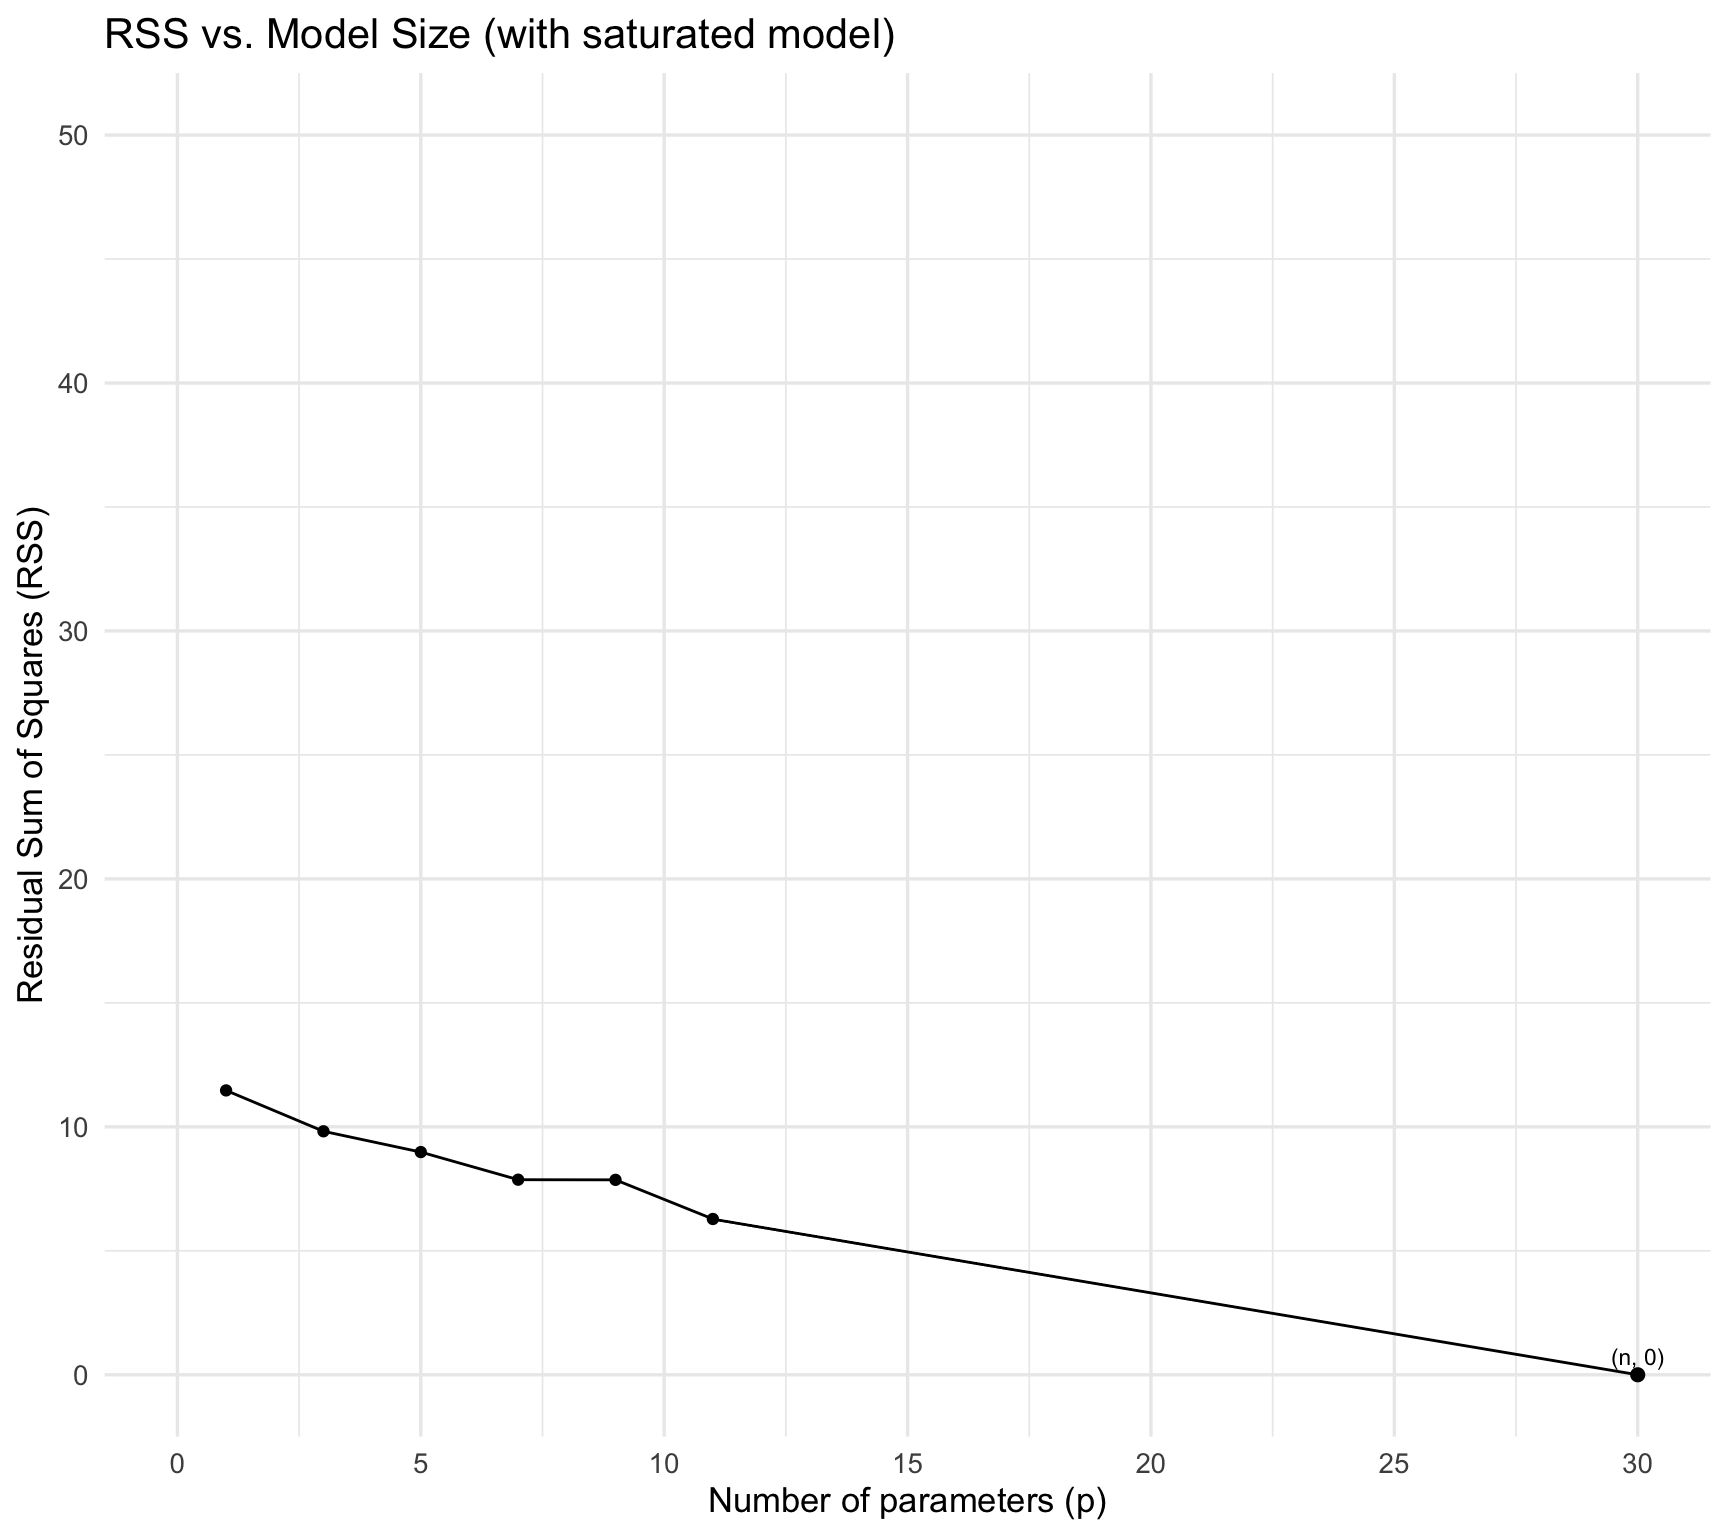 RSS vs. Model Size (with saturated model)
50
40
30
20
10
0
Residual Sum of Squares (RSS)
(n, 0)
0 5 10 15 20 25 30
Number of parameters (p)